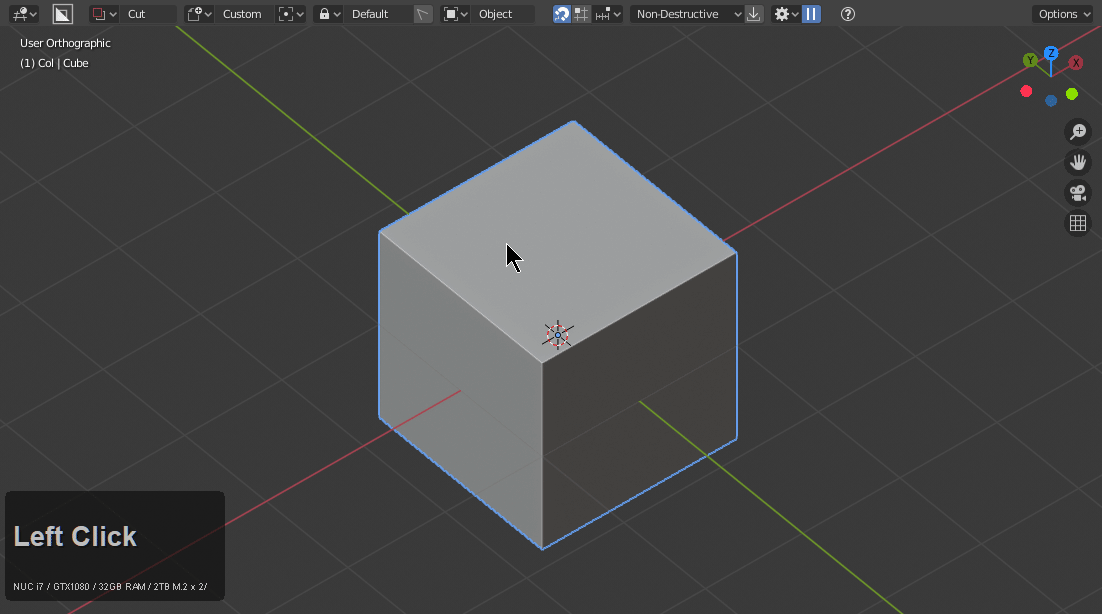 Cut Custom Default Object Non-Destructive Options
User Orthographic
(1) Col | Cube
Z
Y
X
Left Click
NUC i7 / GTX1080 / 32GB RAM / 2TB M.2 x 2/